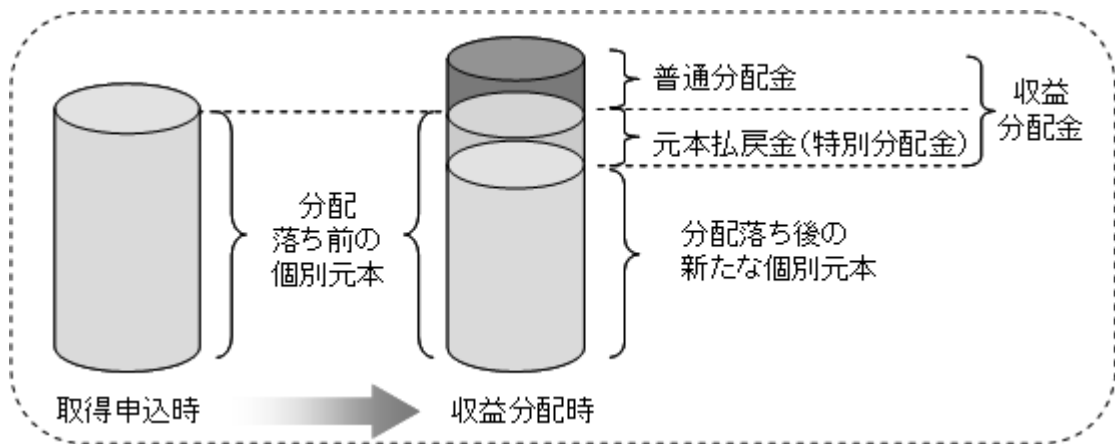 普通分配金
収益
分配金
元本払戻金(特別分配金)
分配
落ち前の
個別元本
分配落ち後の
新たな個別元本
取得申込時
収益分配時